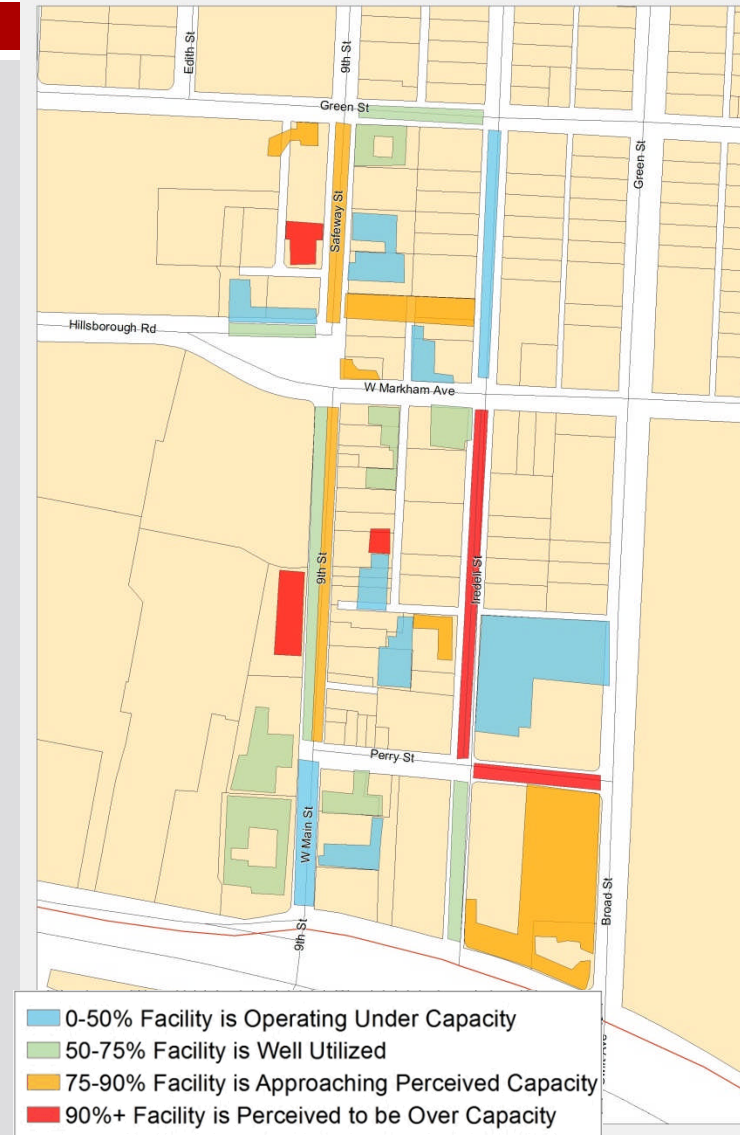 Edith St
9th St
Green St
Green St
Safeway St
Hillsborough Rd
W Markham Ave
9th St
Iredell St
Perry St
W Main St
Broad St
9th St
0-50% Facility is Operating Under Capacity
50-75% Facility is Well Utilized
75-90% Facility is Approaching Perceived Capacity
90%+ Facility is Perceived to be Over Capacity